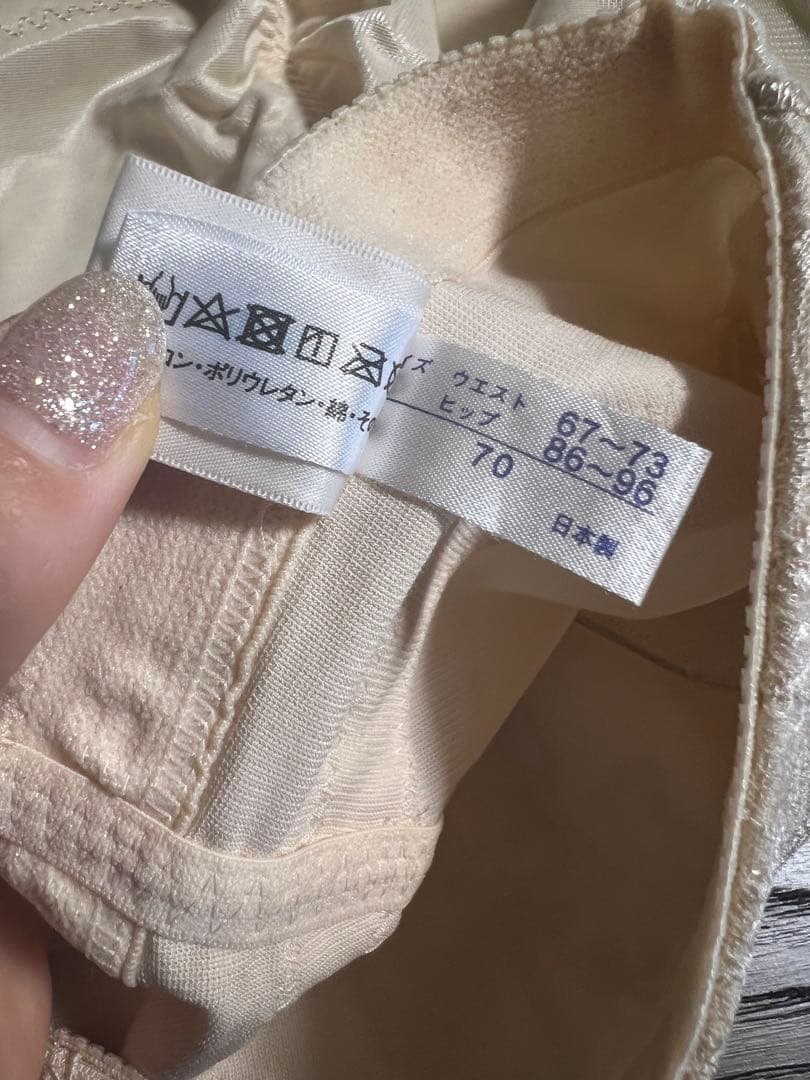 ン・ポリウレタン・綿・その
イズ ウエスト 67～73
ヒップ 86～96
70
日本製